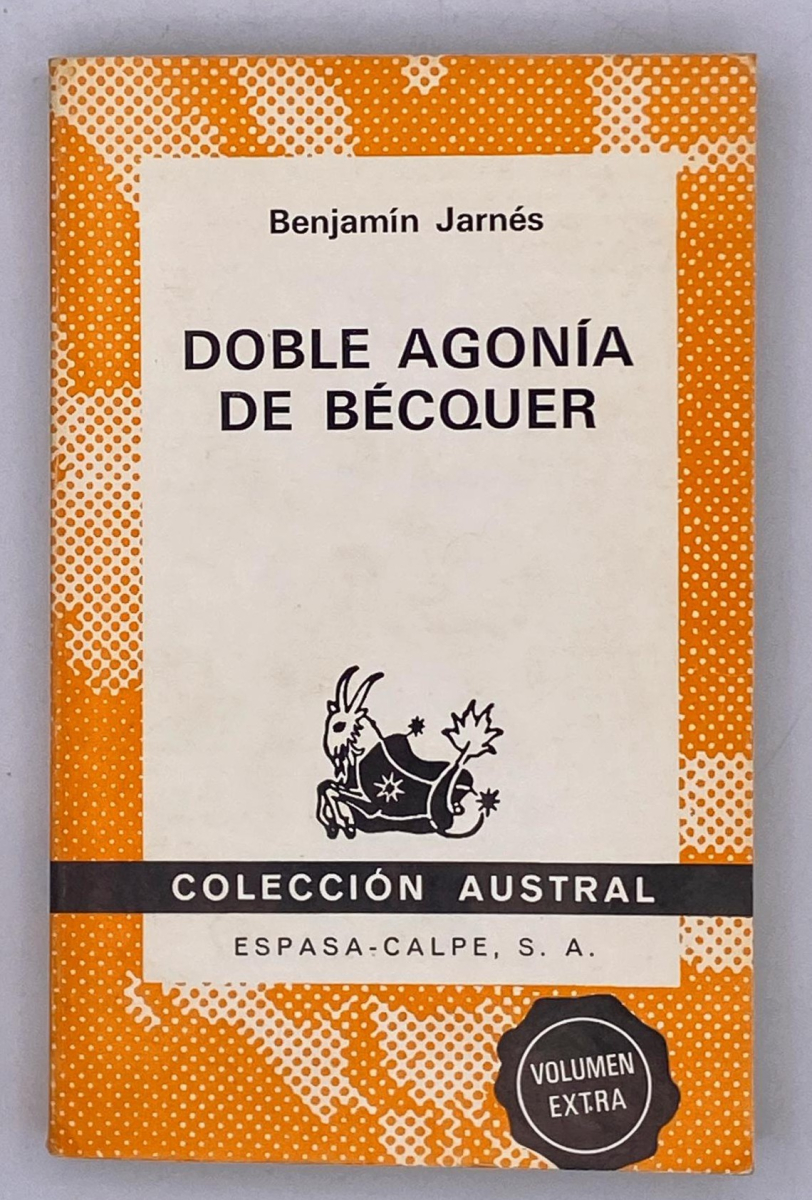 Benjamín Jarnés
DOBLE AGONÍA
DE BÉCQUER
COLECCIÓN AUSTRAL
ESPASA-CALPE, S. A.
VOLUMEN
EXTRA